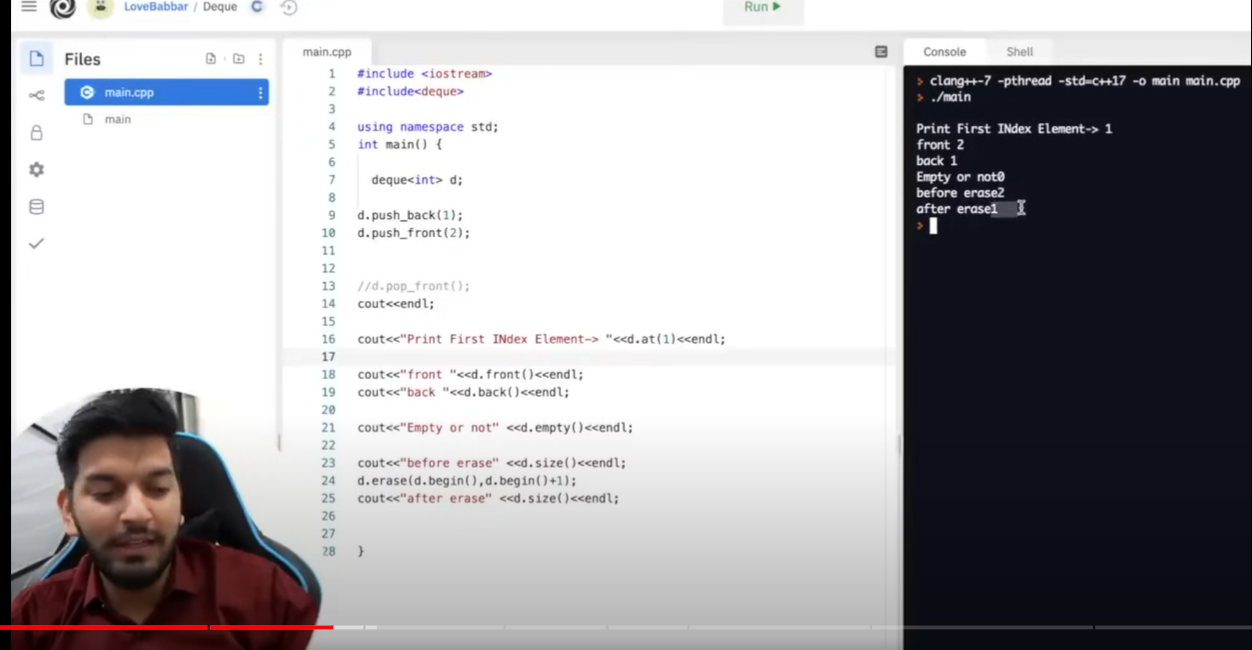 LoveBabbar / Deque
Run
Files
main.cpp
main
main.cpp
1 #include <iostream>
2 #include<deque>
3
4 using namespace std;
5 int main() {
6
7 deque<int> d;
8
9 d.push_back(1);
10 d.push_front(2);
11
12
13 //d.pop_front();
14 cout<<endl;
15
16 cout<<"Print First INdex Element-> "<<d.at(1)<<endl;
17
18 cout<<"front "<<d.front()<<endl;
19 cout<<"back "<<d.back()<<endl;
20
21 cout<<"Empty or not" <<d.empty()<<endl;
22
23 cout<<"before erase" <<d.size()<<endl;
24 d.erase(d.begin(),d.begin()+1);
25 cout<<"after erase" <<d.size()<<endl;
26
27
28 }
Console Shell
> clang++-7 -pthread -std=c++17 -o main main.cpp
> ./main
Print First INdex Element-> 1
front 2
back 1
Empty or not0
before erase2
after erase1
>